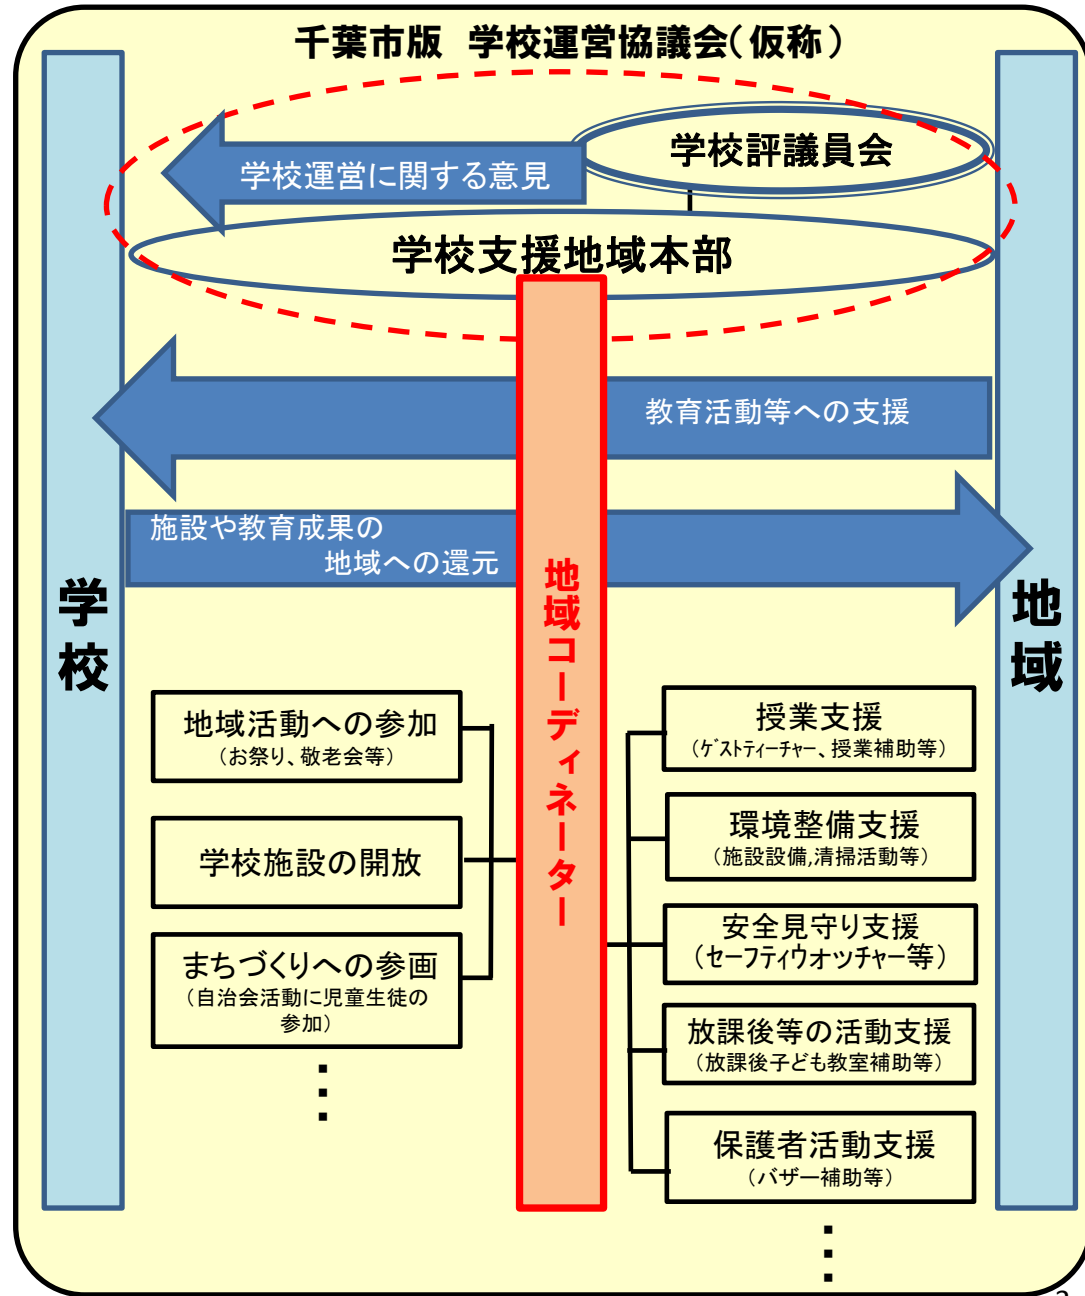 千葉市版 学校運営協議会(仮称)
学校評議員会
学校運営に関する意見
学校支援地域本部
教育活動等への支援
施設や教育成果の
地域への還元
学校
地域
地域コーディネーター
地域活動への参加
(お祭り、敬老会等)
学校施設の開放
まちづくりへの参画
(自治会活動に児童生徒の
参加)
⋮
授業支援
(ゲストティーチャー、授業補助等)
環境整備支援
(施設設備,清掃活動等)
安全見守り支援
(セーフティウオッチャー等)
放課後等の活動支援
(放課後子ども教室補助等)
保護者活動支援
(バザー補助等)
⋮